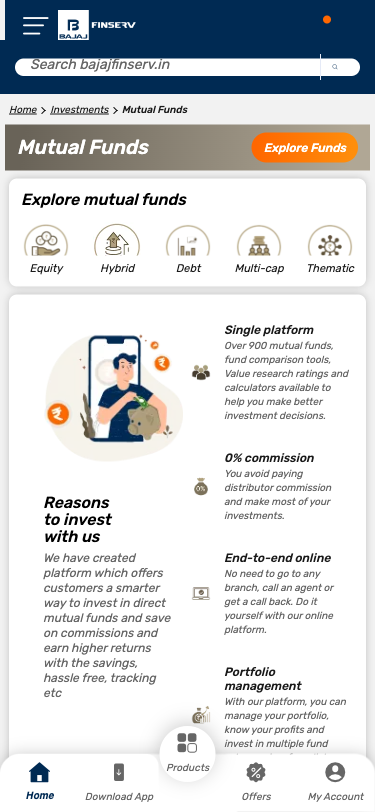 B
BAJAJ
FINSERV
Search bajajfinserv.in
Home > Investments > Mutual Funds
Mutual Funds
Explore Funds
Explore mutual funds
Equity
Hybrid
Debt
Multi-cap
Thematic
Reasons
to invest
with us
We have created
platform which offers
customers a smarter
way to invest in direct
mutual funds and save
on commissions and
earn higher returns
with the savings,
hassle free, tracking
etc
Single platform
Over 900 mutual funds,
fund comparison tools,
Value research ratings and
calculators available to
help you make better
investment decisions.
0%
0% commission
You avoid paying
distributor commission
and make most of your
investments.
End-to-end online
No need to go to any
branch, call an agent or
get a call back. Do it
yourself with our online
platform.
Portfolio
management
With our platform, you can
manage your portfolio,
know your profits and
invest in multiple fund
Home
Download App
Products
Offers
My Account